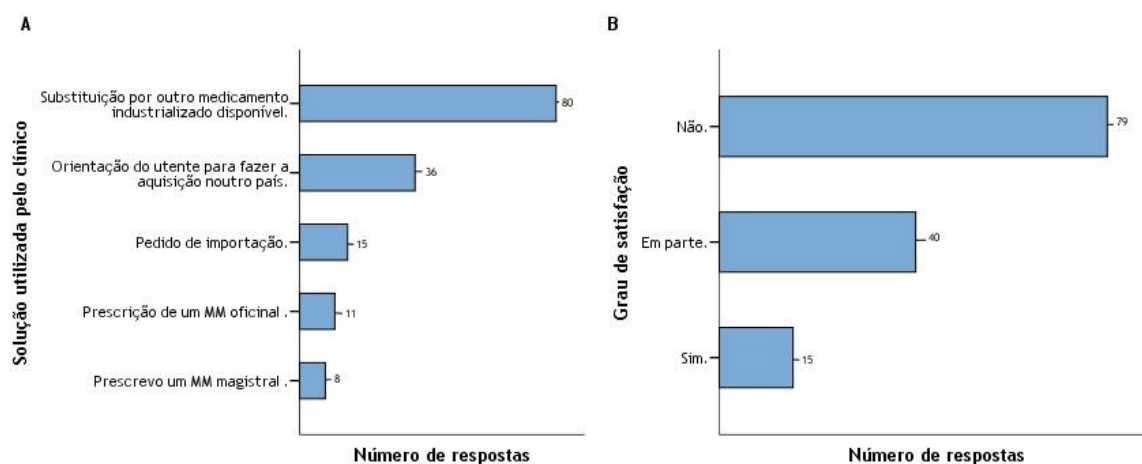 A
Solução utilizada pelo clínico
Substituição por outro medicamento
industrializado disponível.
80
Orientação do utente para fazer a
aquisição noutro país.
36
Pedido de importação.
15
Prescrição de um MM oficinal .
11
Prescrevo um MM magistral .
8
Número de respostas
B
Grau de satisfação
Não.
79
Em parte.
40
Sim.
15
Número de respostas